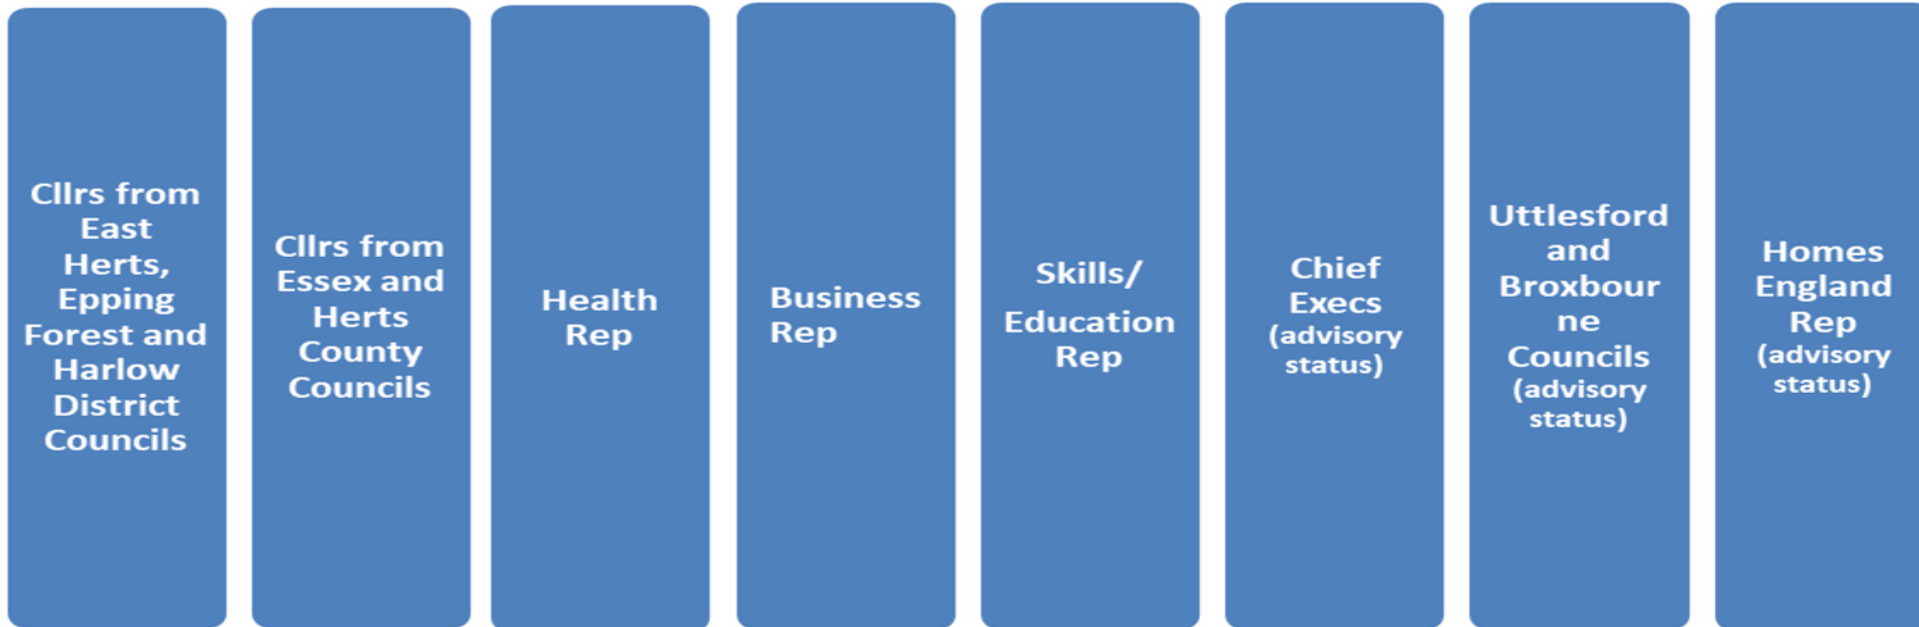 Cllrs from
East
Herts,
Epping
Forest and
Harlow
District
Councils
Cllrs from
Essex and
Herts
County
Councils
Health
Rep
Business
Rep
Skills/
Education
Rep
Chief
Execs
(advisory
status)
Uttlesford
and
Broxbour
ne
Councils
(advisory
status)
Homes
England
Rep
(advisory
status)